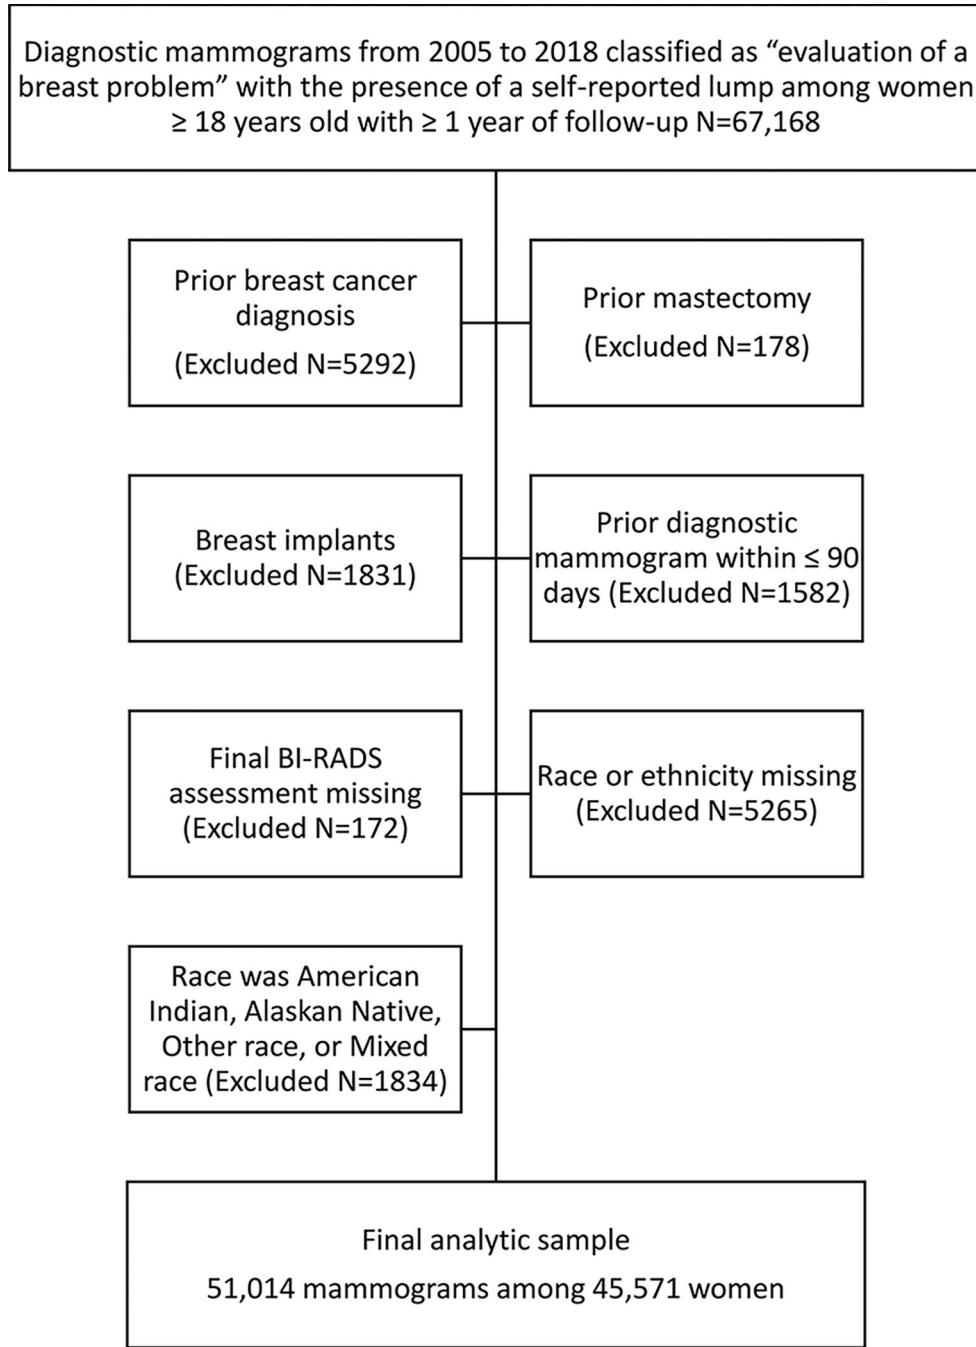 Diagnostic mammograms from 2005 to 2018 classified as “evaluation of a
breast problem” with the presence of a self-reported lump among women
≥ 18 years old with ≥ 1 year of follow-up N=67,168
Prior breast cancer
diagnosis
(Excluded N=5292)
Prior mastectomy
(Excluded N=178)
Breast implants
(Excluded N=1831)
Prior diagnostic
mammogram within ≤ 90
days (Excluded N=1582)
Final BI-RADS
assessment missing
(Excluded N=172)
Race or ethnicity missing
(Excluded N=5265)
Race was American
Indian, Alaskan Native,
Other race, or Mixed
race (Excluded N=1834)
Final analytic sample
51,014 mammograms among 45,571 women